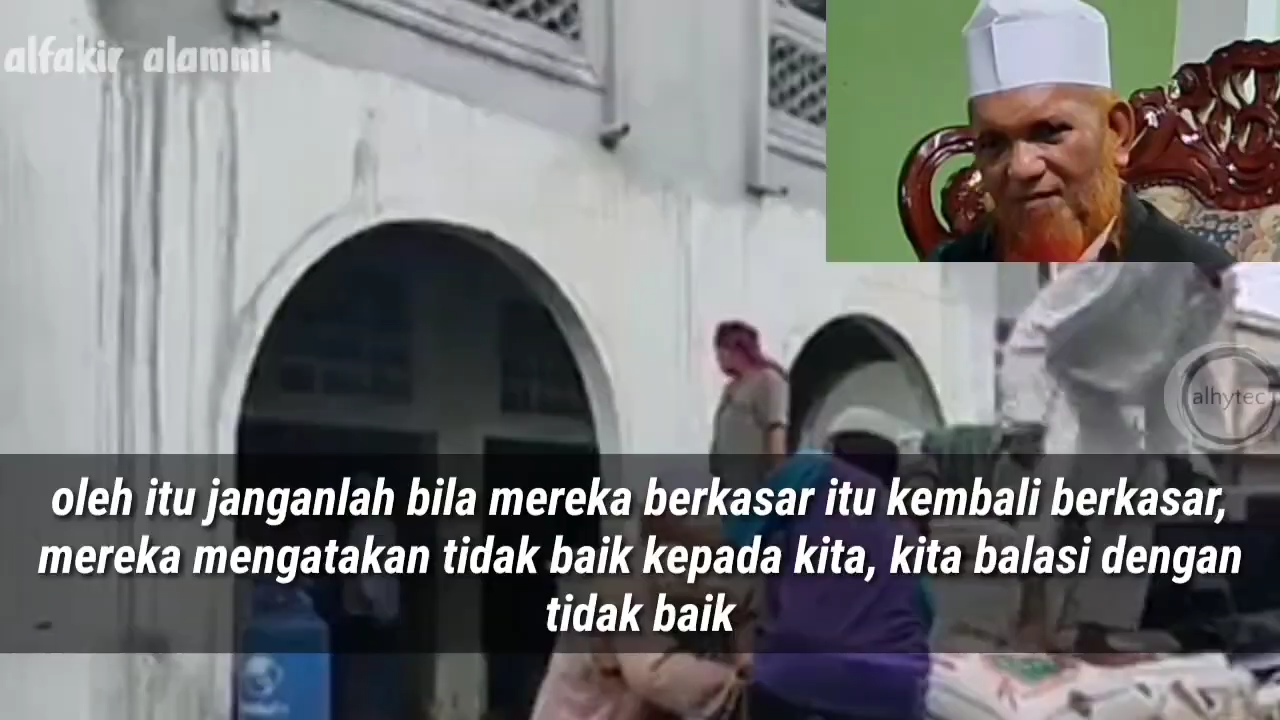 alfakir alammi
alhytec
oleh itu janganlah bila mereka berkasar itu kembali berkasar,
mereka mengatakan tidak baik kepada kita, kita balasi dengan
tidak baik